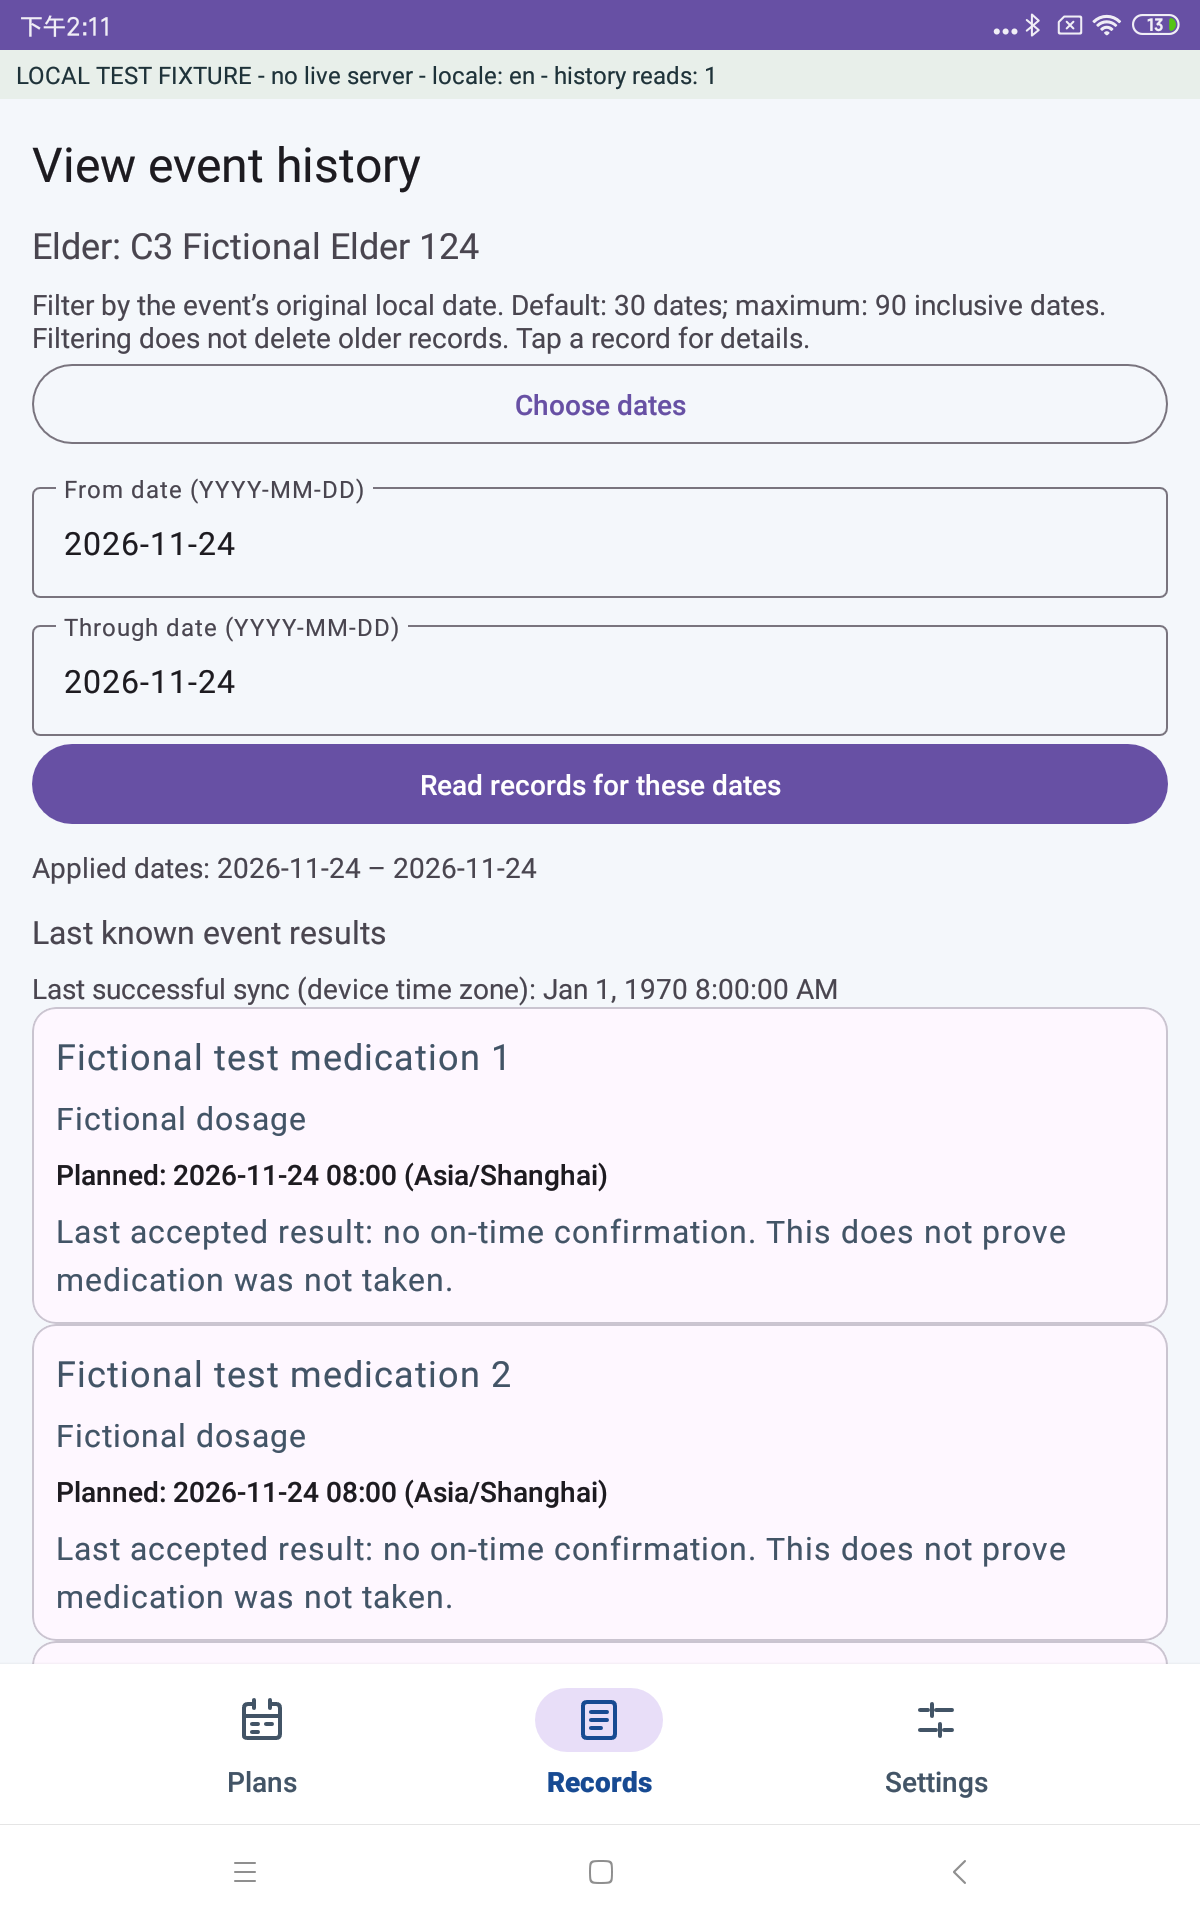 下午2:11
13
LOCAL TEST FIXTURE - no live server - locale: en - history reads: 1
View event history
Elder: C3 Fictional Elder 124
Filter by the event’s original local date. Default: 30 dates; maximum: 90 inclusive dates.
Filtering does not delete older records. Tap a record for details.
Choose dates
From date (YYYY-MM-DD)
2026-11-24
Through date (YYYY-MM-DD)
2026-11-24
Read records for these dates
Applied dates: 2026-11-24 – 2026-11-24
Last known event results
Last successful sync (device time zone): Jan 1, 1970 8:00:00 AM
Fictional test medication 1
Fictional dosage
Planned: 2026-11-24 08:00 (Asia/Shanghai)
Last accepted result: no on-time confirmation. This does not prove
medication was not taken.
Fictional test medication 2
Fictional dosage
Planned: 2026-11-24 08:00 (Asia/Shanghai)
Last accepted result: no on-time confirmation. This does not prove
medication was not taken.
Plans
Records
Settings